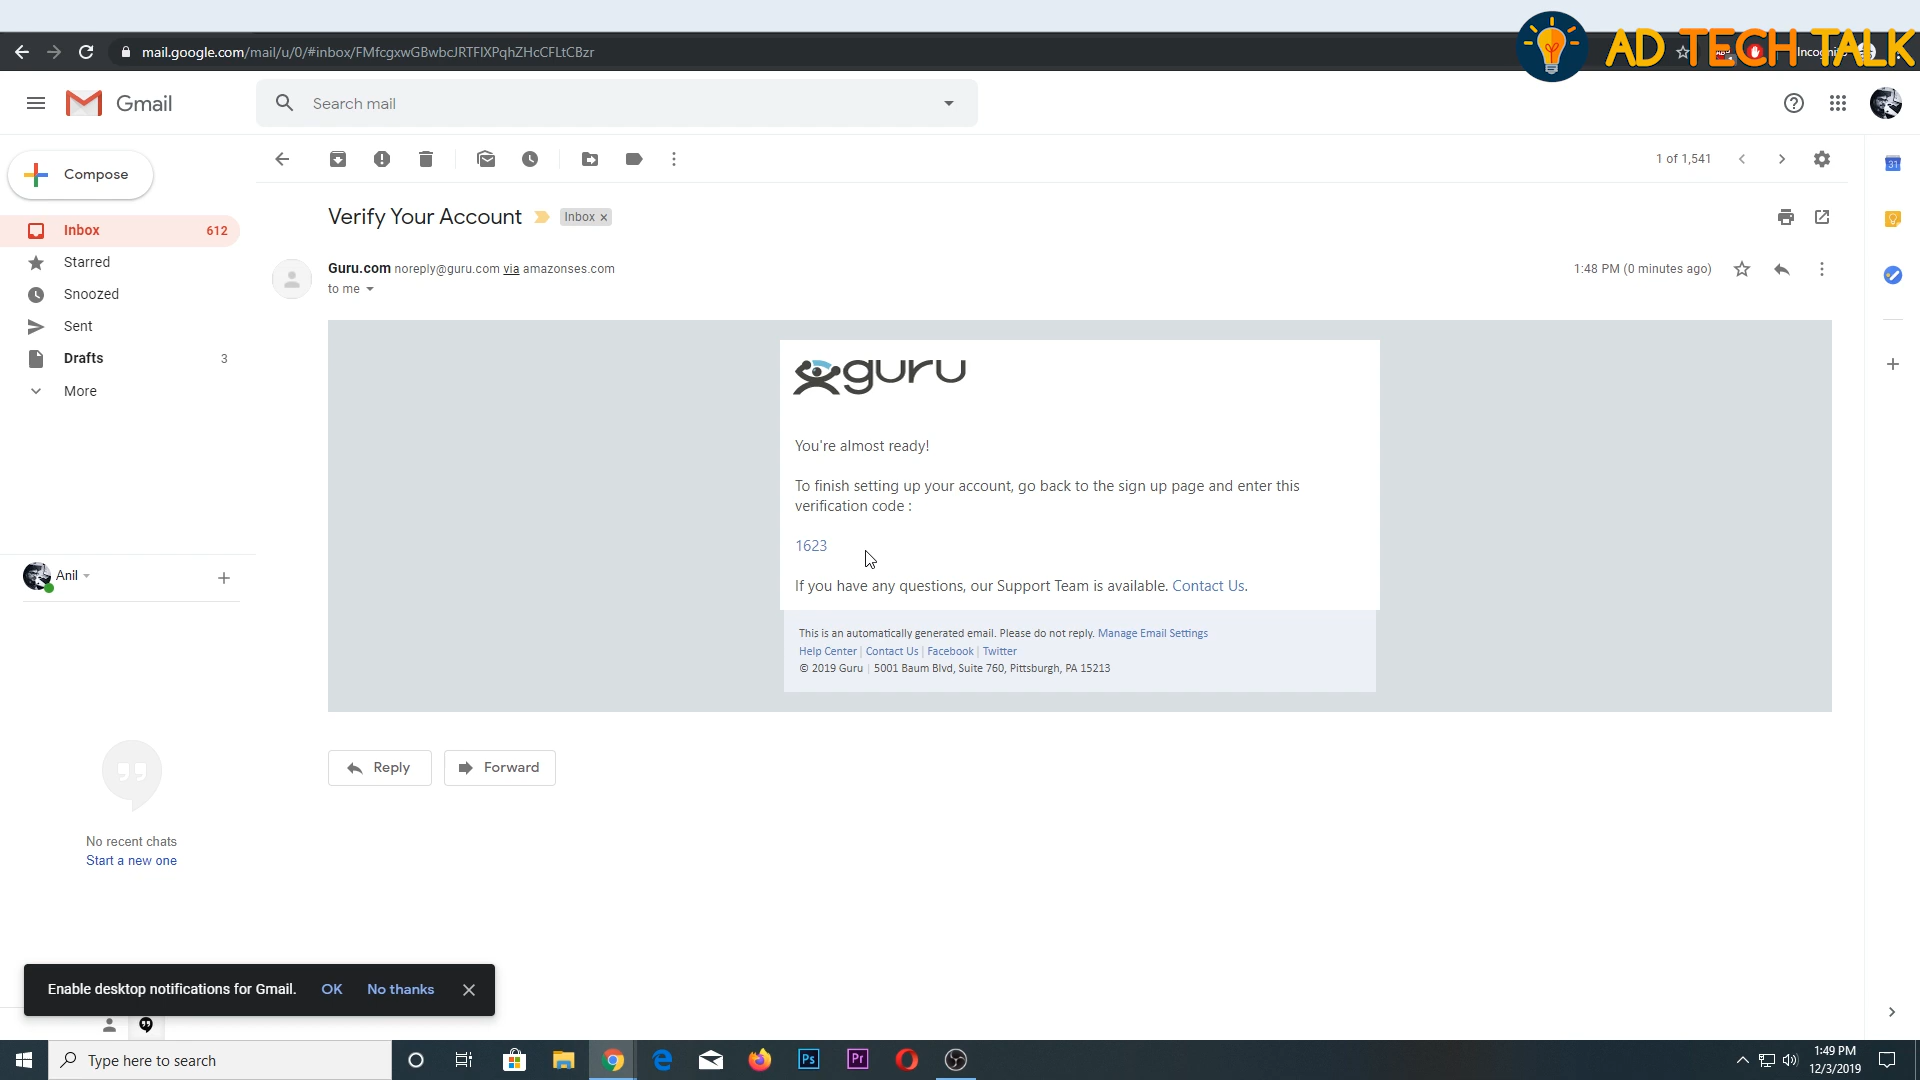 mail.google.com/mail/u/0/#inbox/FMfcgxwGBwbcJRTFlXPqhZHcCFLtCBzr
AD TECH TALK
Gmail
Search mail
Compose
1 of 1,541
31
Inbox 612
Starred
Snoozed
Sent
Drafts 3
More
Verify Your Account
Inbox x
Guru.com noreply@guru.com via amazonses.com
1:48 PM (0 minutes ago)
to me
guru
You're almost ready!
To finish setting up your account, go back to the sign up page and enter this
verification code :
1623
If you have any questions, our Support Team is available. Contact Us.
This is an automatically generated email. Please do not reply. Manage Email Settings
Help Center | Contact Us | Facebook | Twitter
© 2019 Guru | 5001 Baum Blvd, Suite 760, Pittsburgh, PA 15213
Reply
Forward
Anil
No recent chats
Start a new one
Enable desktop notifications for Gmail. OK No thanks
Type here to search
Ps
Pr
1:49 PM
12/3/2019